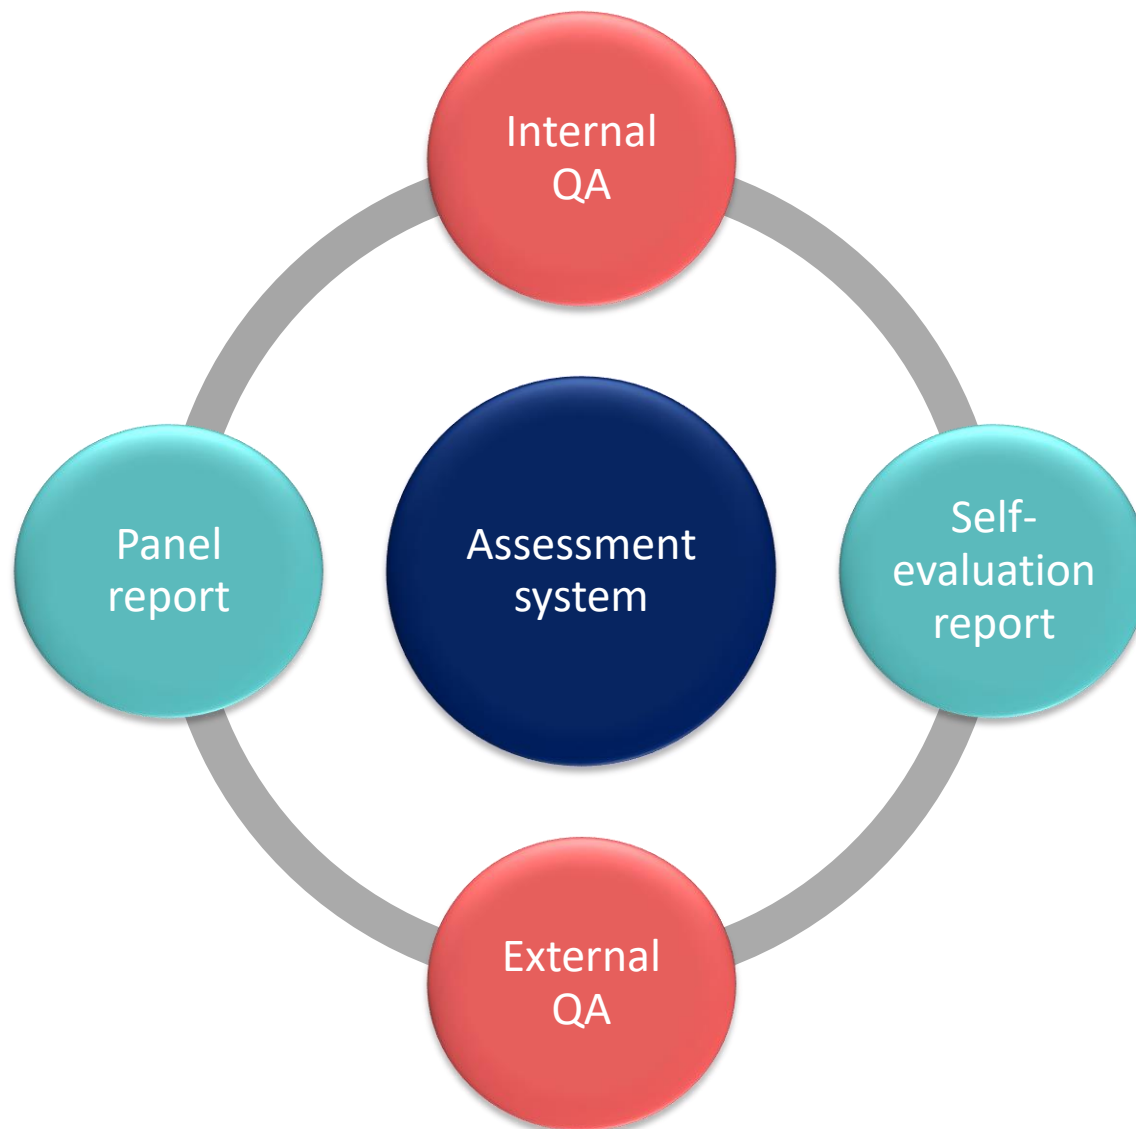 Internal
QA
Panel
report
Assessment
system
Self-
evaluation
report
External
QA